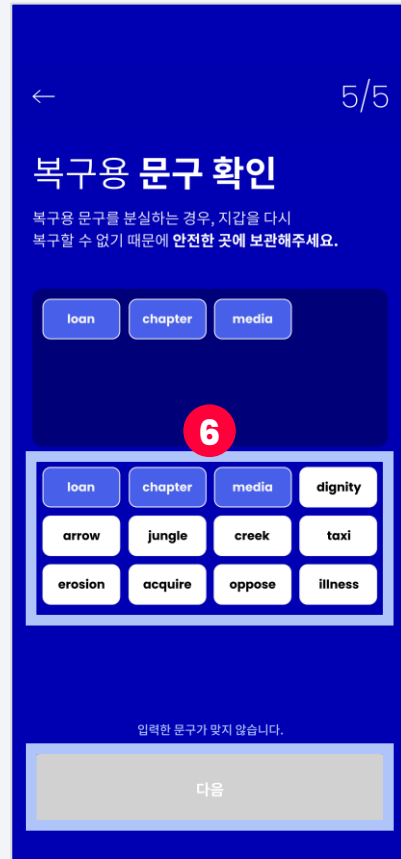 5/5
복구용 문구 확인
복구용 문구를 분실하는 경우, 지갑을 다시
복구할 수 없기 때문에 안전한 곳에 보관해주세요.
loan chapter media
6
loan chapter media dignity
arrow jungle creek taxi
erosion acquire oppose illness
입력한 문구가 맞지 않습니다.
다음